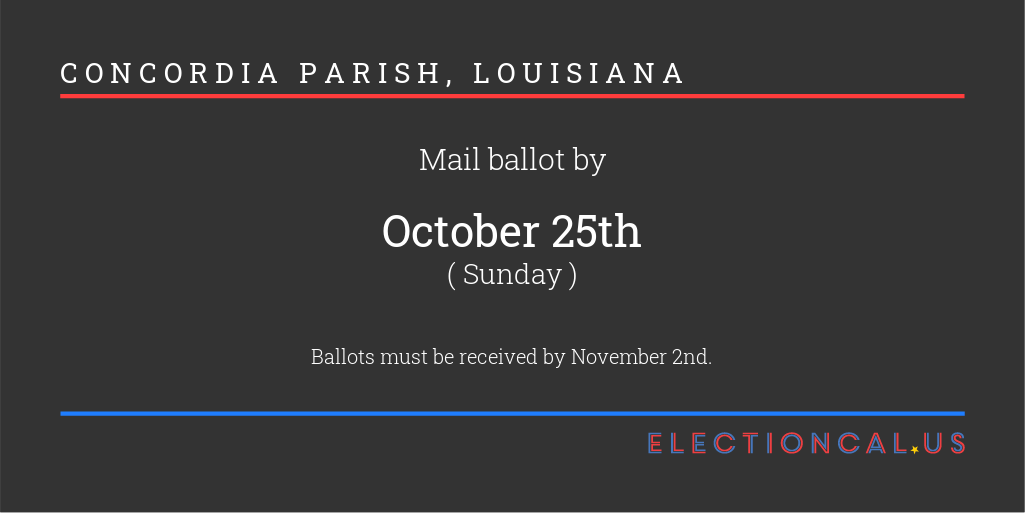 CONCORDIA PARISH, LOUISIANA
Mail ballot by
October 25th
( Sunday )
Ballots must be received by November 2nd.
ELECTIONCAL.US